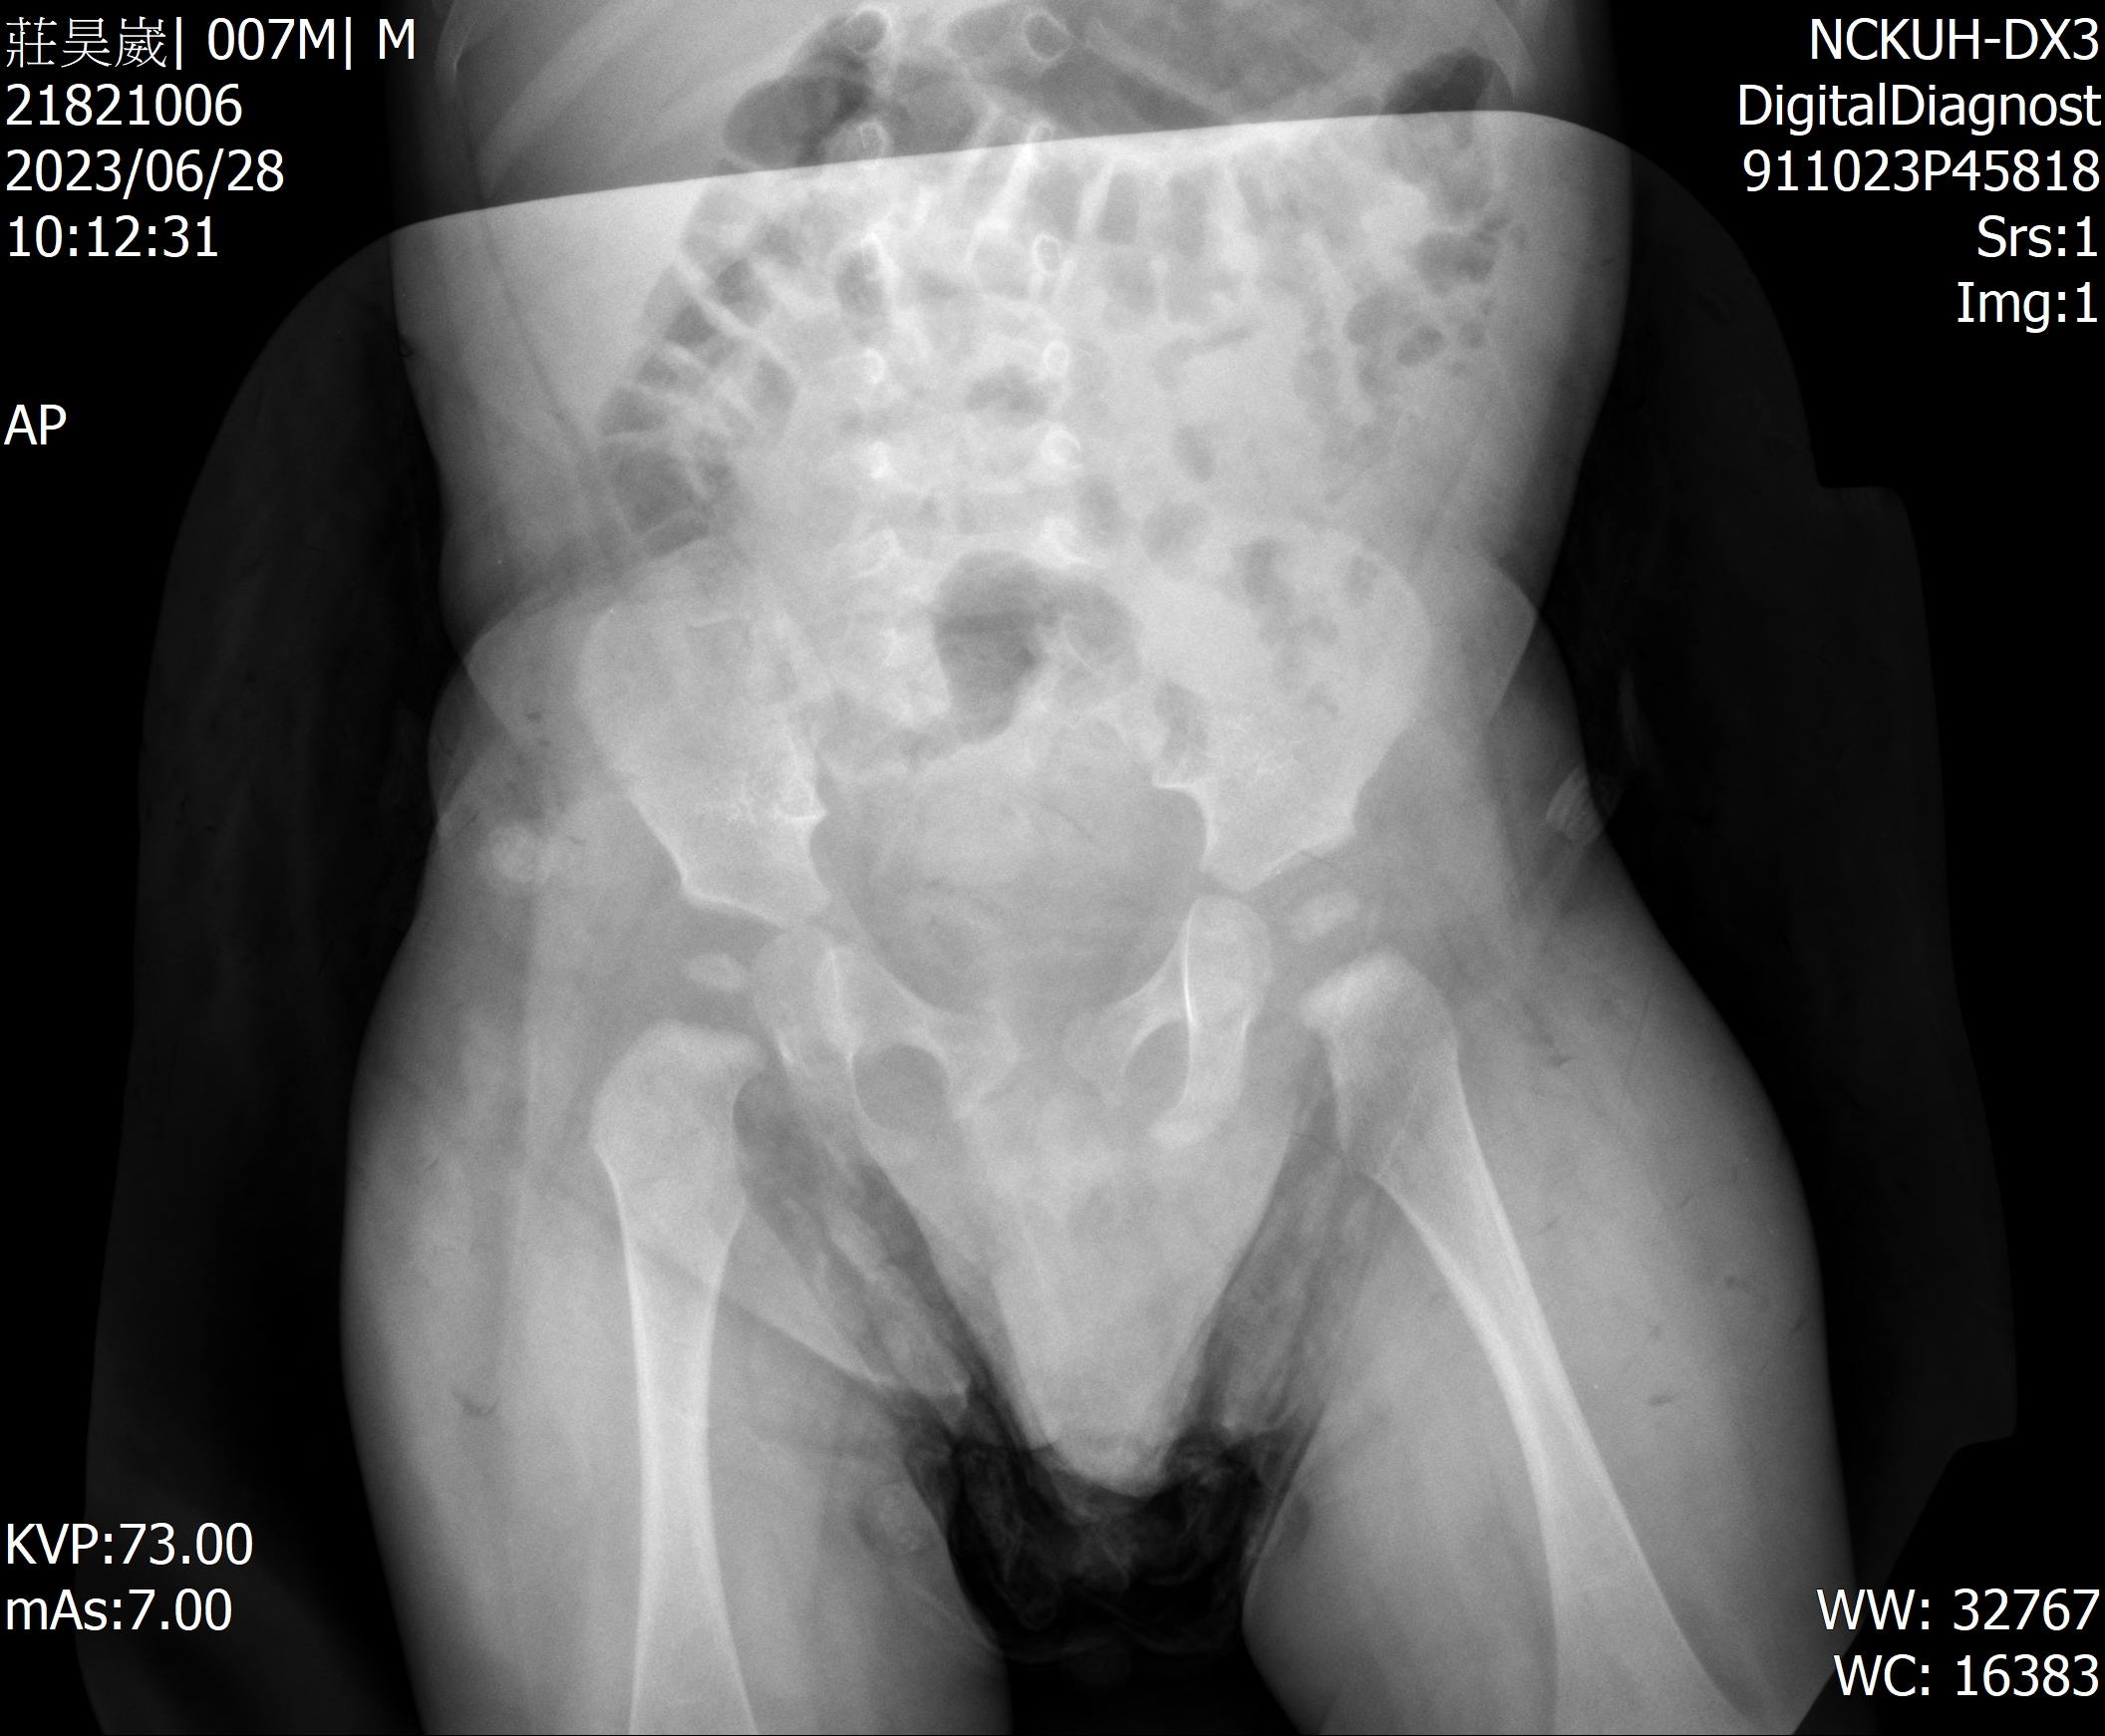 莊昊崴| 007M| M
21821006
2023/06/28
10:12:31
AP
NCKUH-DX3
DigitalDiagnost
911023P45818
Srs:1
Img:1
KVP:73.00
mAs:7.00
WW: 32767
WC: 16383